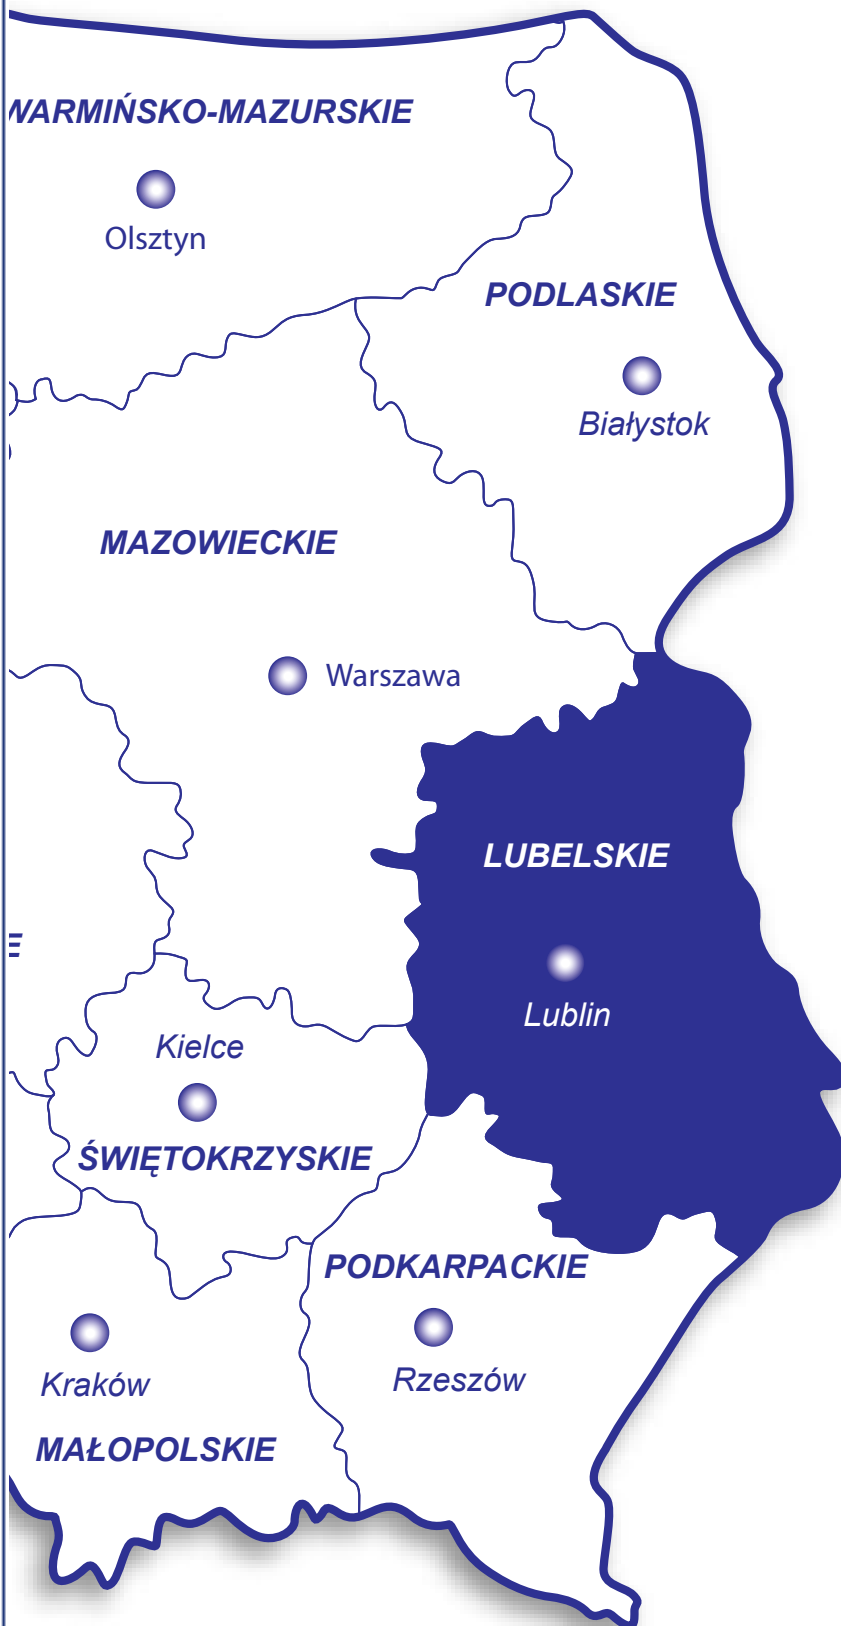 WARMIŃSKO-MAZURSKIE
Olsztyn
PODLASKIE
Białystok
MAZOWIECKIE
Warszawa
LUBELSKIE
E
Lublin
Kielce
ŚWIĘTOKRZYSKIE
PODKARPACKIE
Rzeszów
Kraków
MAŁOPOLSKIE